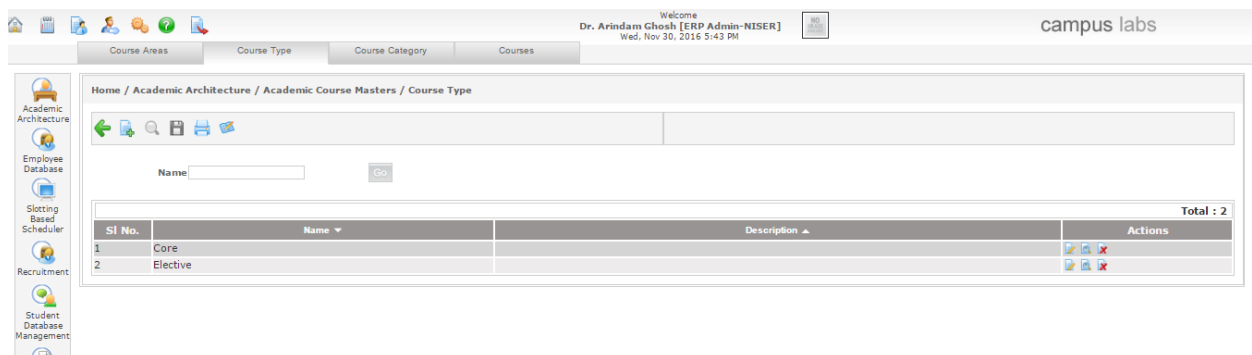 Welcome
Dr. Arindam Ghosh [ERP Admin-NISER]
Wed, Nov 30, 2016 5:43 PM
campus labs
Course Areas
Course Type
Course Category
Courses
Home / Academic Architecture / Academic Course Masters / Course Type
Academic
Architecture
Employee
Database
Slotting
Based
Scheduler
Recruitment
Student
Database
Management
Name
Go
Total : 2
Sl No. Name Description Actions
1 Core
2 Elective